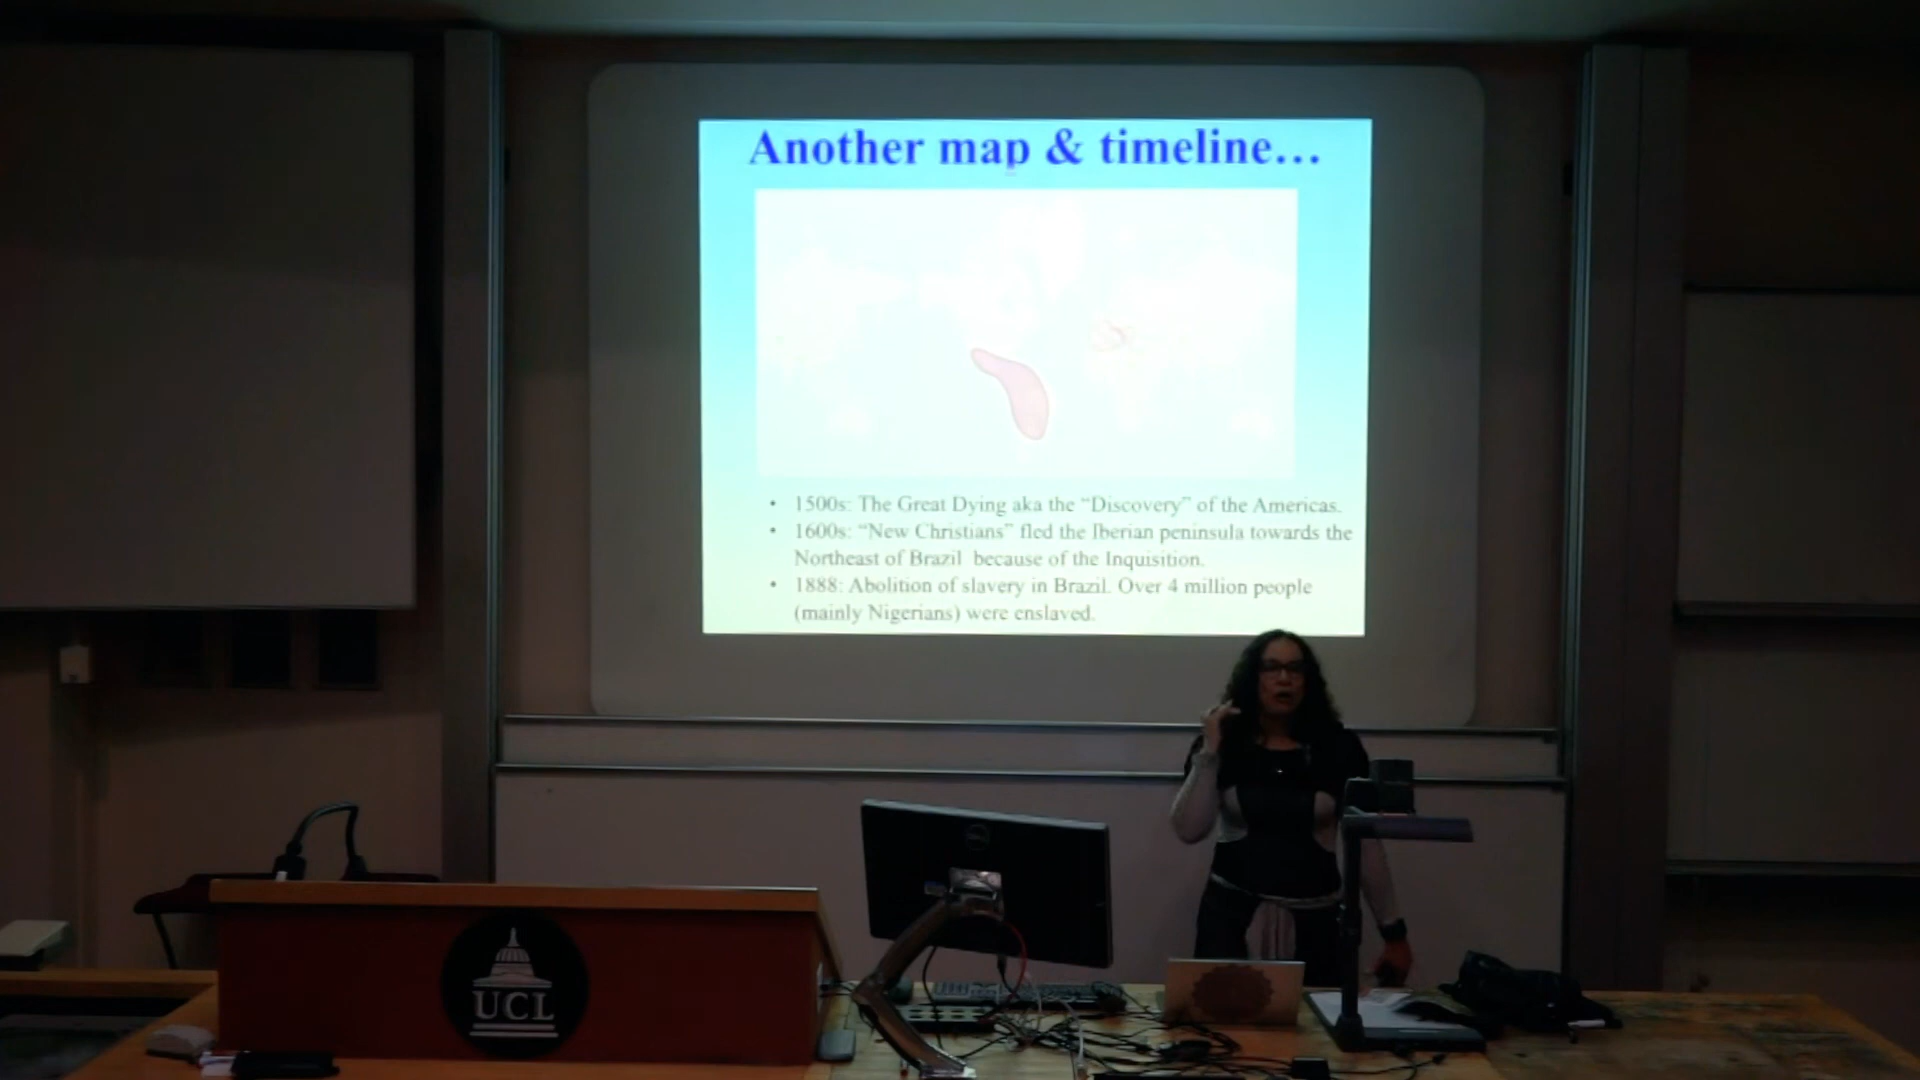 Another map & timeline…
• 1500s: The Great Dying aka the “Discovery” of the Americas.
• 1600s: “New Christians” fled the Iberian peninsula towards the
Northeast of Brazil because of the Inquisition.
• 1888: Abolition of slavery in Brazil. Over 4 million people
(mainly Nigerians) were enslaved.
UCL